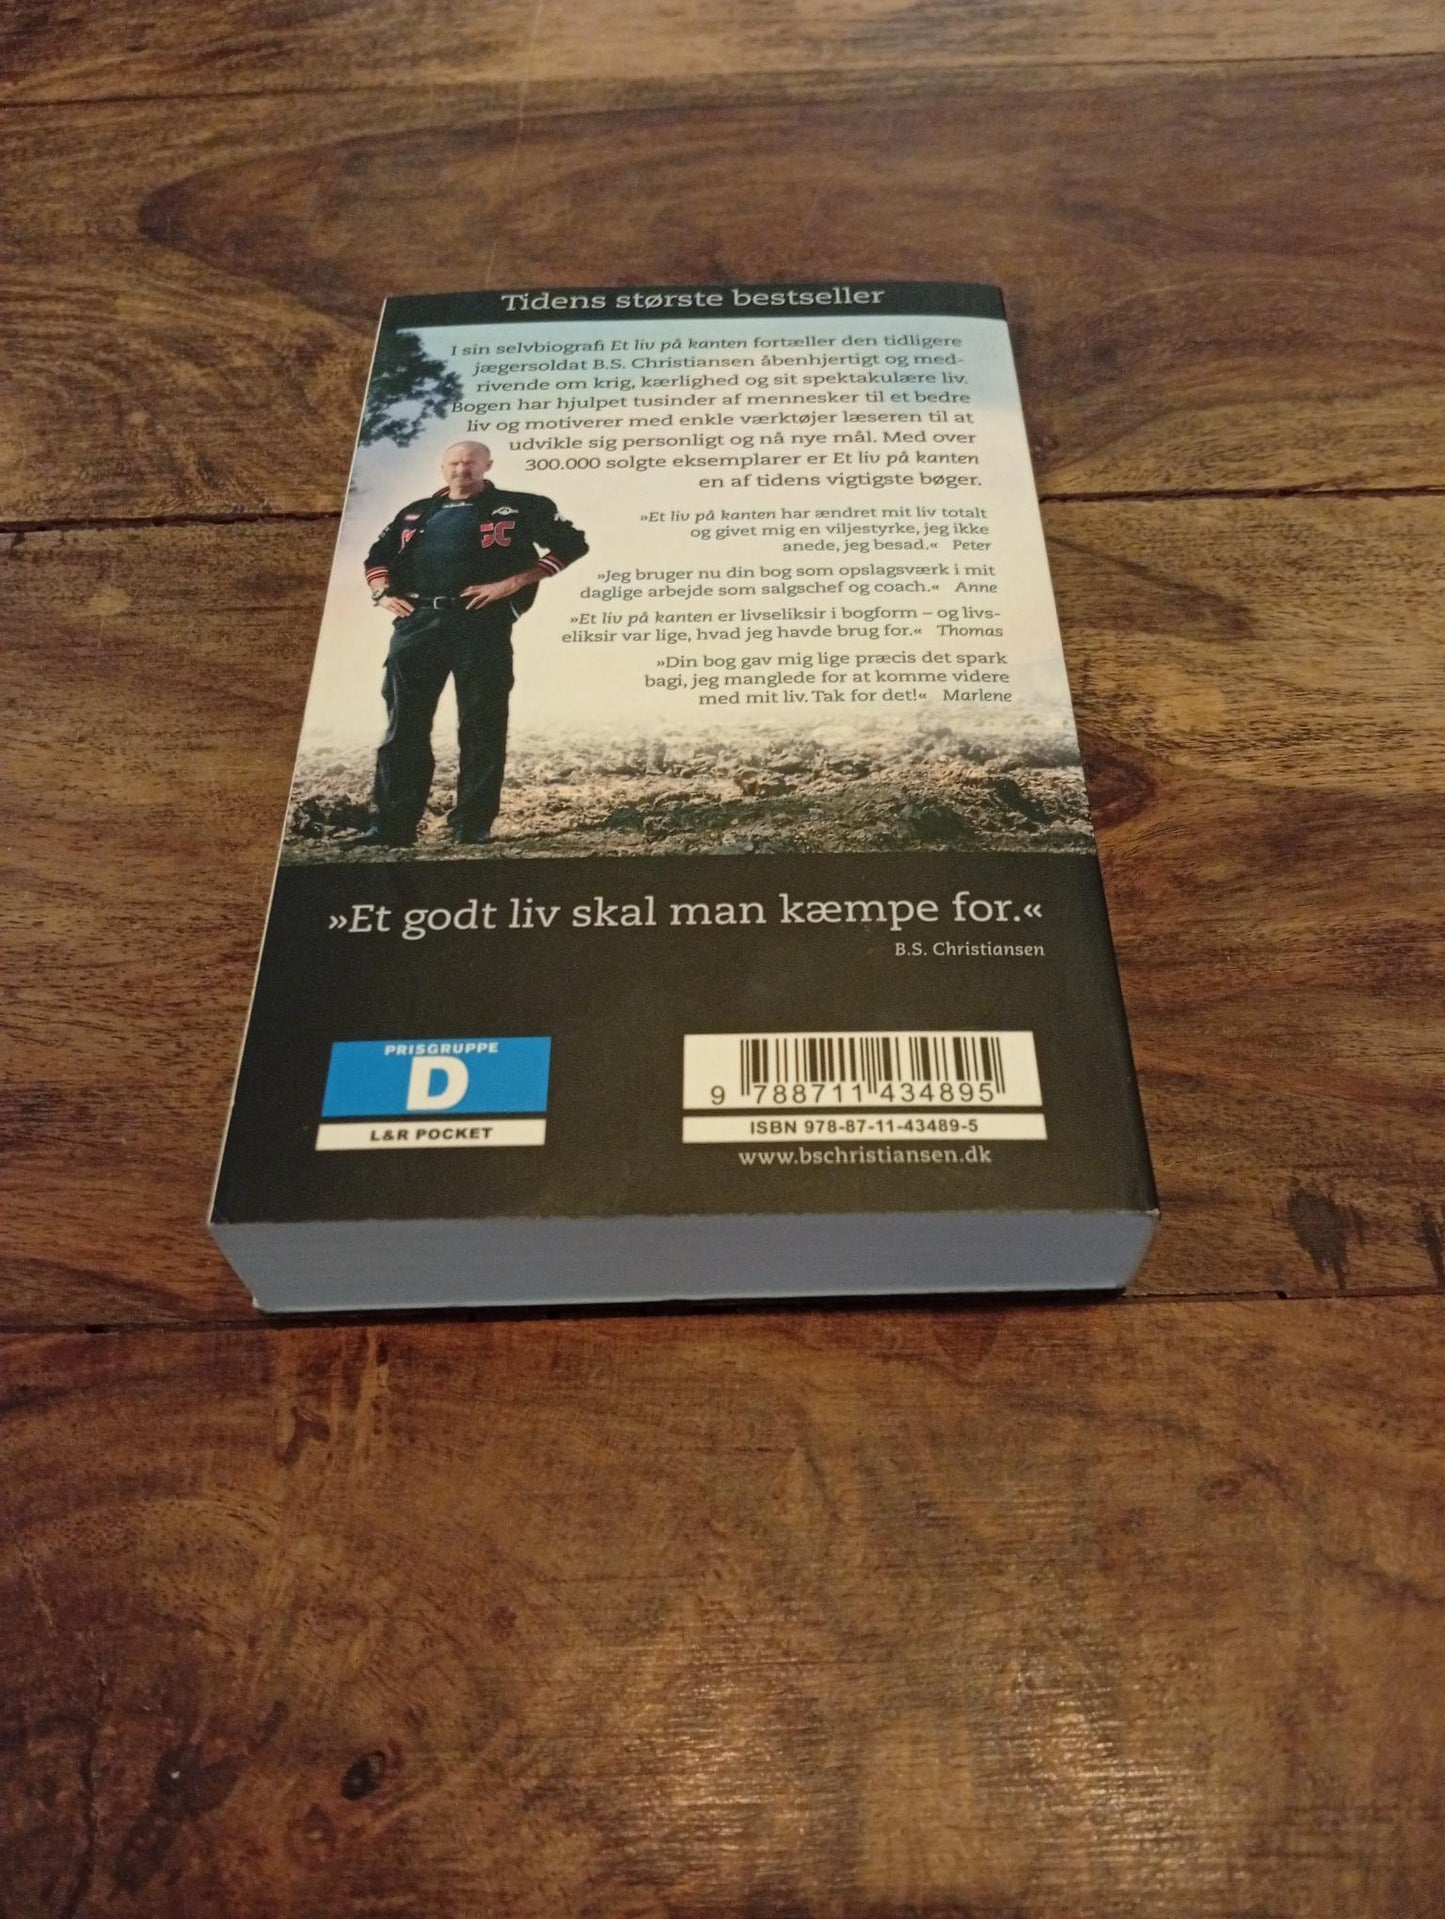 Tidens største bestseller
I sin selvbiografi Et liv på kanten fortæller den tidligere
jægersoldat B.S. Christiansen åbenhjertigt og med-
rivende om krig, kærlighed og sit spektakulære liv.
Bogen har hjulpet tusinder af mennesker til et bedre
liv og motiverer med enkle værktøjer læseren til at
udvikle sig personligt og nå nye mål. Med over
300.000 solgte eksemplarer er Et liv på kanten
en af tidens vigtigste bøger.
»Et liv på kanten har ændret mit liv totalt
og givet mig en viljestyrke, jeg ikke
anede, jeg besad.« Peter
»Jeg bruger nu din bog som opslagsværk i mit
daglige arbejde som salgschef og coach.« Anne
»Et liv på kanten er livseliksir i bogform – og livs-
eliksir var lige, hvad jeg havde brug for.« Thomas
»Din bog gav mig lige præcis det spark
bagi, jeg manglede for at komme videre
med mit liv. Tak for det!« Marlene
»Et godt liv skal man kæmpe for.«
B.S. Christiansen
PRISGRUPPE
D
L&R POCKET
9 788711 434895
ISBN 978-87-11-43489-5
www.bschristiansen.dk